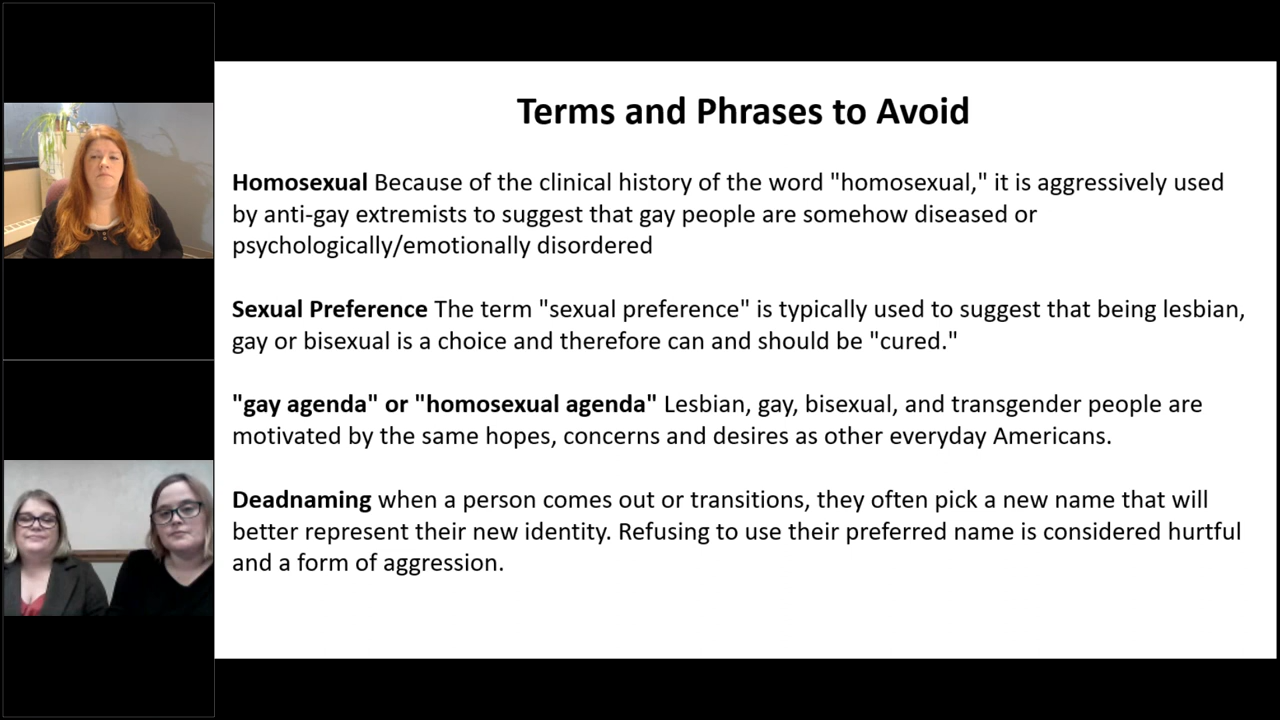 Terms and Phrases to Avoid
Homosexual Because of the clinical history of the word "homosexual," it is aggressively used
by anti-gay extremists to suggest that gay people are somehow diseased or
psychologically/emotionally disordered
Sexual Preference The term "sexual preference" is typically used to suggest that being lesbian,
gay or bisexual is a choice and therefore can and should be "cured."
"gay agenda" or "homosexual agenda" Lesbian, gay, bisexual, and transgender people are
motivated by the same hopes, concerns and desires as other everyday Americans.
Deadnaming when a person comes out or transitions, they often pick a new name that will
better represent their new identity. Refusing to use their preferred name is considered hurtful
and a form of aggression.